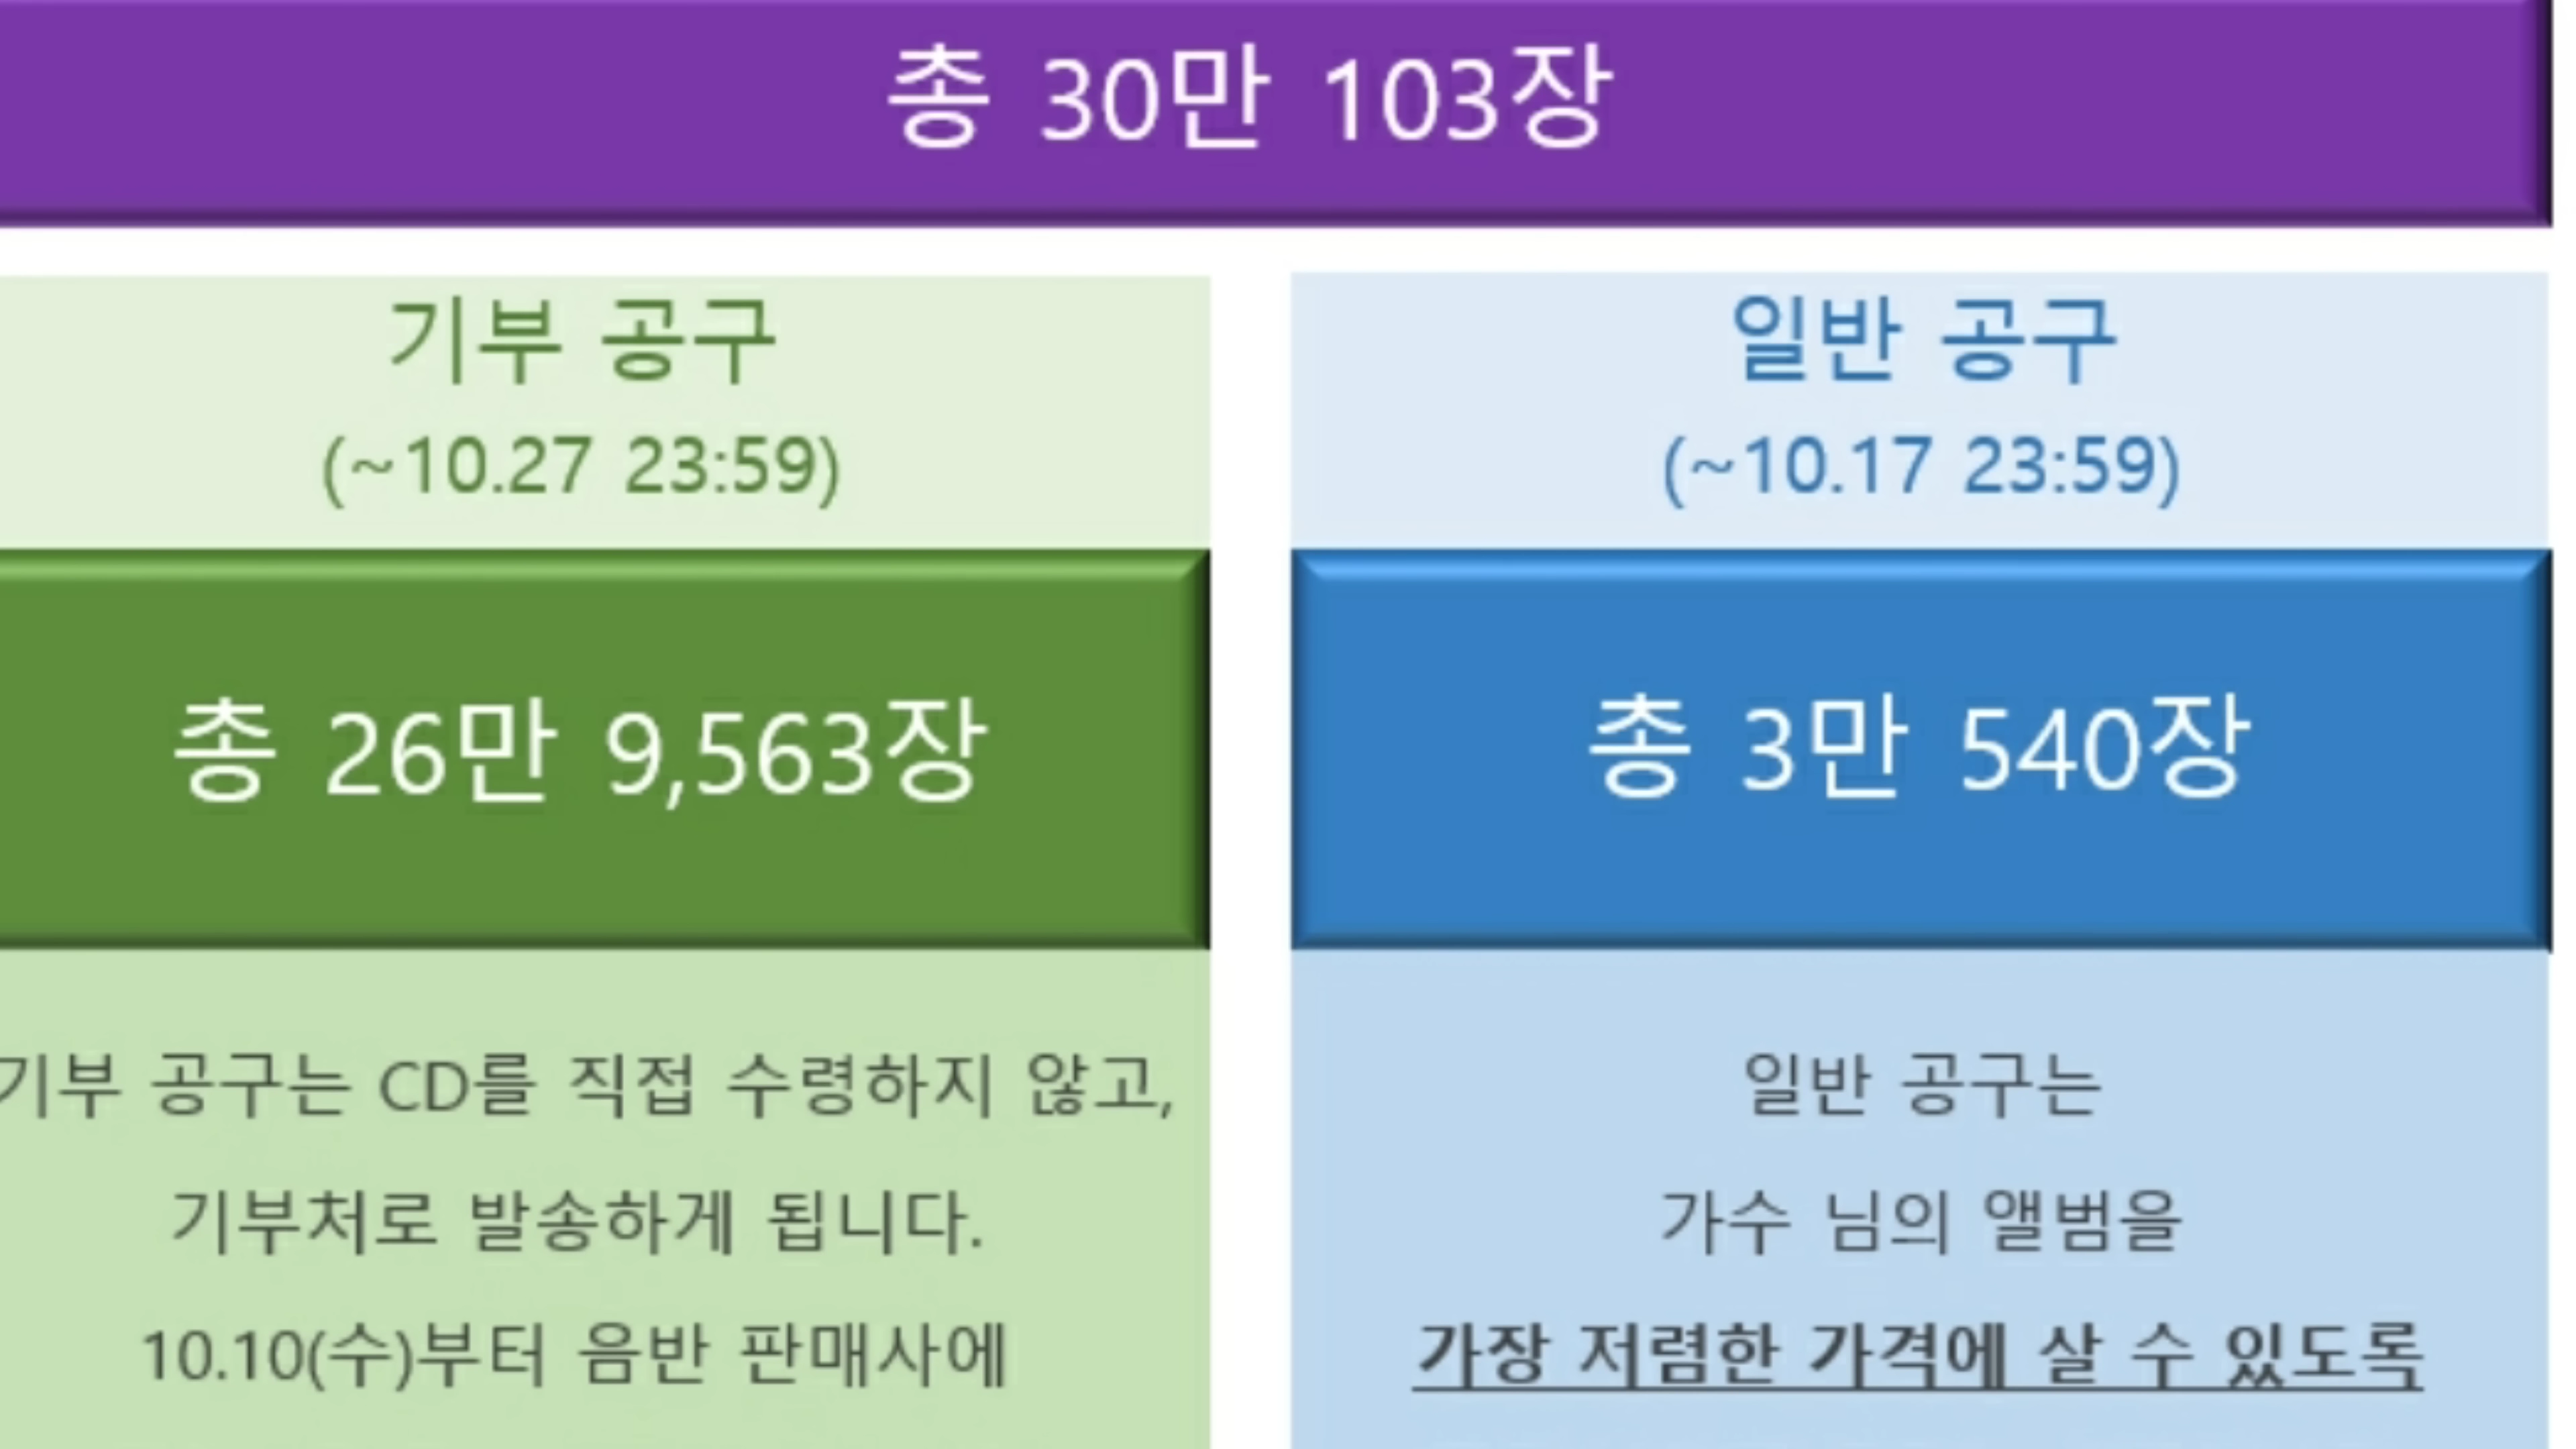 총 30만 103장
기부 공구
(~10.27 23:59)
총 26만 9,563장
기부 공구는 CD를 직접 수령하지 않고,
기부처로 발송하게 됩니다.
10.10(수)부터 음반 판매사에
일반 공구
(~10.17 23:59)
총 3만 540장
일반 공구는
가수 님의 앨범을
가장 저렴한 가격에 살 수 있도록